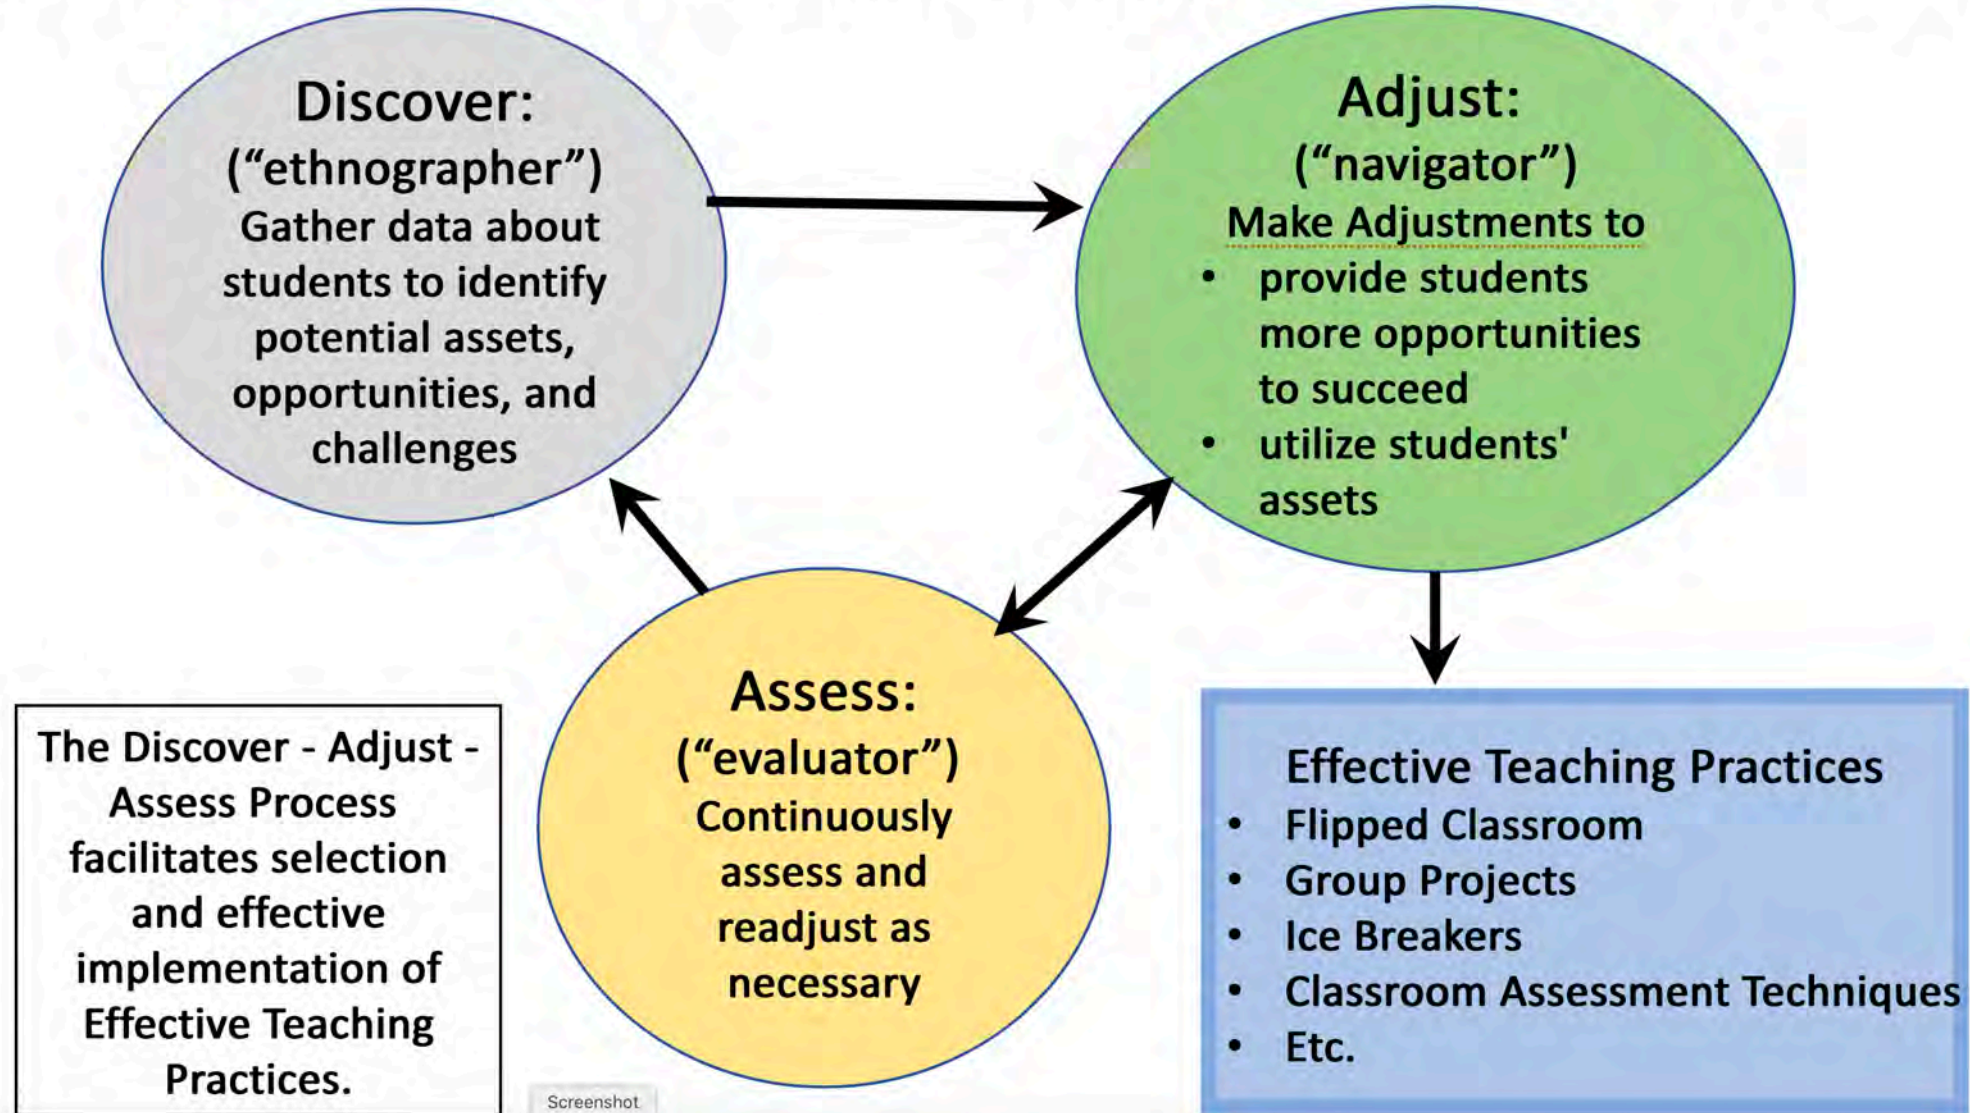 Discover:
(“ethnographer”)
Gather data about
students to identify
potential assets,
opportunities, and
challenges
Adjust:
(“navigator”)
Make Adjustments to
• provide students
more opportunities
to succeed
• utilize students'
assets
Assess:
(“evaluator”)
Continuously
assess and
readjust as
necessary
The Discover - Adjust -
Assess Process
facilitates selection
and effective
implementation of
Effective Teaching
Practices.
Effective Teaching Practices
• Flipped Classroom
• Group Projects
• Ice Breakers
• Classroom Assessment Techniques
• Etc.
Screenshot